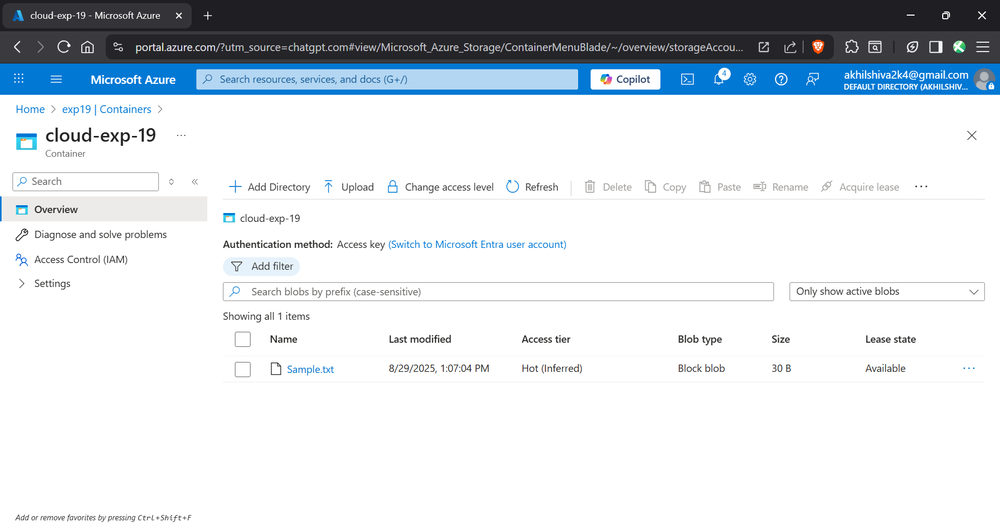 cloud-exp-19 - Microsoft Azure
portal.azure.com/?utm_source=chatgpt.com#view/Microsoft_Azure_Storage/ContainerMenuBlade/~/overview/storageAccou...
Microsoft Azure
Search resources, services, and docs (G+/)
Copilot
4
akhilshiva2k4@gmail.com
DEFAULT DIRECTORY (AKHILSHIV...
Home > exp19 | Containers >
cloud-exp-19 ...
Container
Search
Overview
Diagnose and solve problems
Access Control (IAM)
Settings
Add Directory Upload Change access level Refresh Delete Copy Paste Rename Acquire lease ...
cloud-exp-19
Authentication method: Access key (Switch to Microsoft Entra user account)
Add filter
Search blobs by prefix (case-sensitive) Only show active blobs
Showing all 1 items
Name Last modified Access tier Blob type Size Lease state
Sample.txt 8/29/2025, 1:07:04 PM Hot (Inferred) Block blob 30 B Available ...
Add or remove favorites by pressing Ctrl+Shift+F